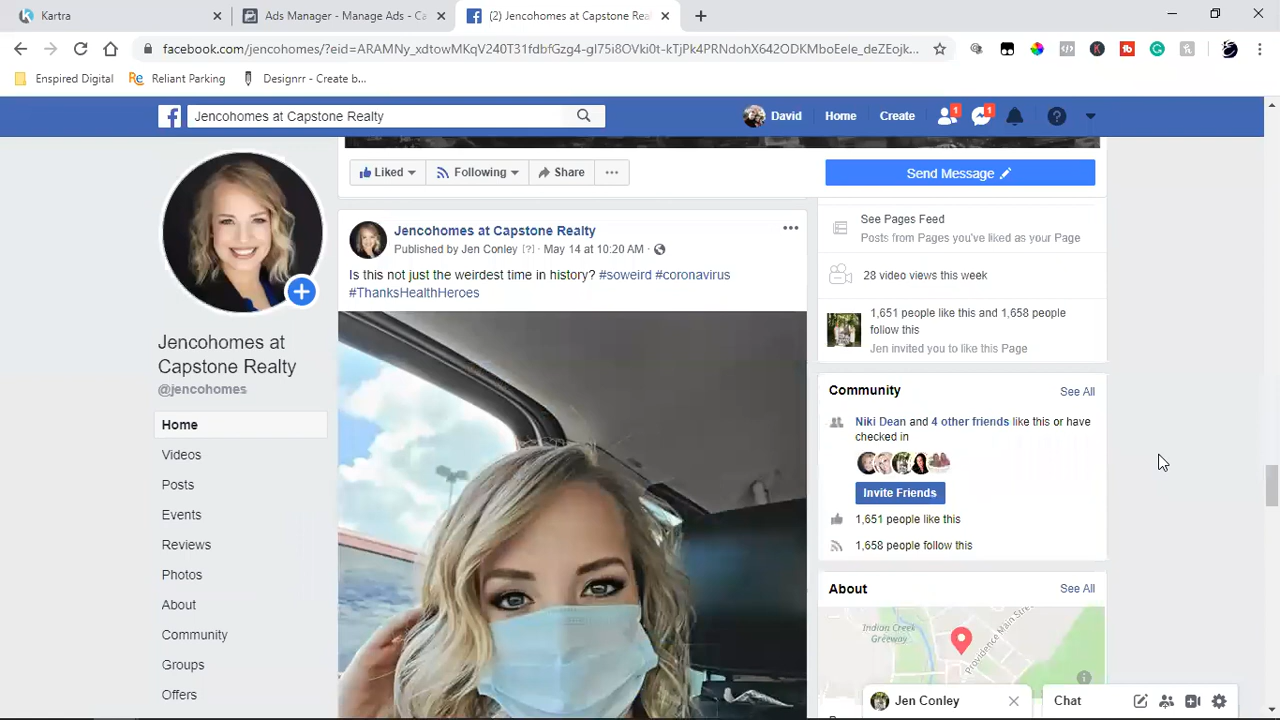 Kartra
Ads Manager - Manage Ads - Ca
(2) Jencohomes at Capstone Rea
facebook.com/jencohomes/?eid=ARAMNy_xdtowMKqV240T31fdbfGzg4-gl75i8OVki0t-kTjPk4PRNdohX642ODKMboEele_deZEojk...
Enspired Digital
Reliant Parking
Designrr - Create b...
Jencohomes at Capstone Realty
David
Home
Create
1
1
Liked
Following
Share
Send Message
Jencohomes at Capstone Realty
Published by Jen Conley [?] · May 14 at 10:20 AM ·
Is this not just the weirdest time in history? #soweird #coronavirus
#ThanksHealthHeroes
Jencohomes at
Capstone Realty
@jencohomes
Home
Videos
Posts
Events
Reviews
Photos
About
Community
Groups
Offers
See Pages Feed
Posts from Pages you've liked as your Page
28 video views this week
1,651 people like this and 1,658 people
follow this
Jen invited you to like this Page
Community
See All
Niki Dean and 4 other friends like this or have
checked in
Invite Friends
1,651 people like this
1,658 people follow this
About
See All
Indian Creek
Greenway
Providence Main Stre
Jen Conley
Chat